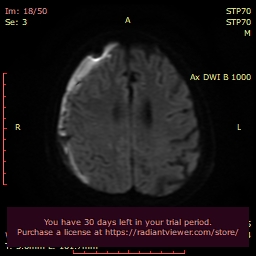 Im: 18/50
Se: 3
STP70
STP70
M
A
Ax DWI B 1000
R
L
You have 30 days left in your trial period.
Purchase a license at https://radiantviewer.com/store/